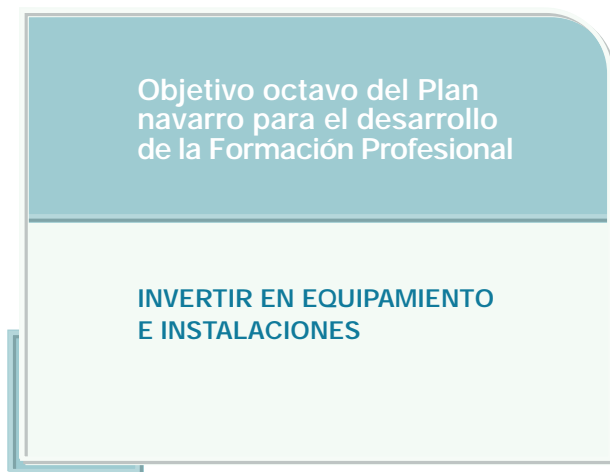 Objetivo octavo del Plan
navarro para el desarrollo
de la Formación Profesional
INVERTIR EN EQUIPAMIENTO
E INSTALACIONES